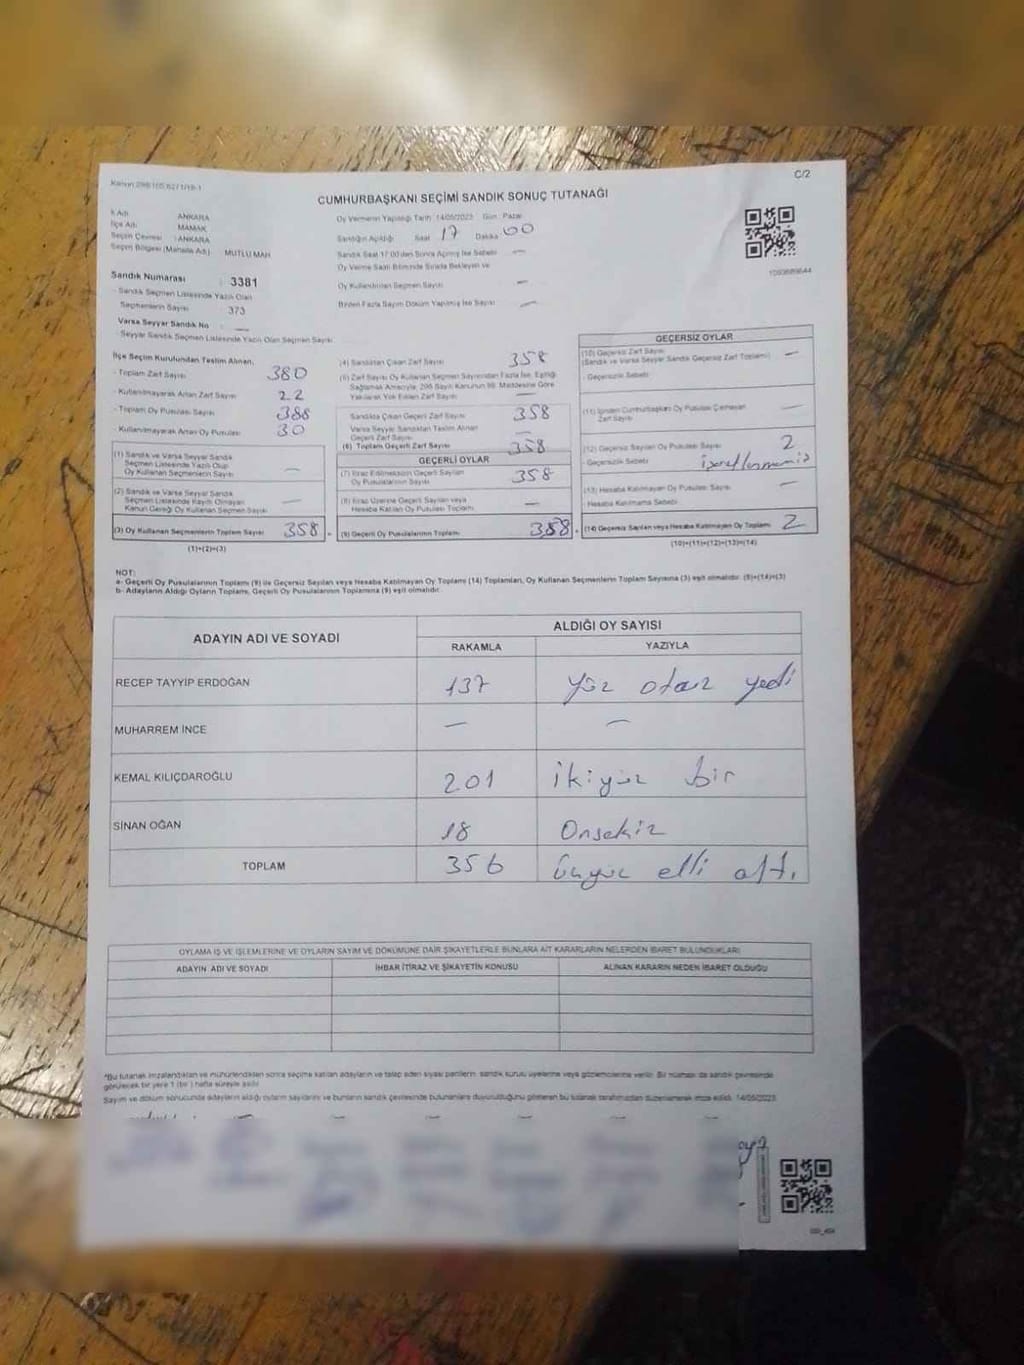 C/2
CUMHURBAŞKANI SEÇİMİ SANDIK SONUÇ TUTANAĞI
İl Adı ANKARA
İlçe Adı MAMAK
Seçim Çevresi : ANKARA
Seçim Bölgesi (Mahalle Adı) MUTLU MAH
Sandık Numarası : 3381
- Sandık Seçmen Listesinde Yazılı Olan
Seçmenlerin Sayısı 373
Varsa Seyyar Sandık No : —
- Seyyar Sandık Seçmen Listesinde Yazılı Olan Seçmen Sayısı
Oy Vermenin Yapıldığı Tarih : 14/05/2023 Gün : Pazar
Sandığın Açıldığı Saat 17 Dakika 00
Sandık Saat 17:00'den Sonra Açılmış İse Sebebi —
Oy Verme Saati Bitiminde Sırada Bekleyen ve
Oy Kullandırılan Seçmen Sayısı —
Birden Fazla Sayım Döküm Yapılmış İse Sayısı —
İlçe Seçim Kurulundan Teslim Alınan,
- Toplam Zarf Sayısı 380
- Kullanılmayarak Artan Zarf Sayısı 22
- Toplam Oy Pusulası Sayısı 388
- Kullanılmayarak Artan Oy Pusulası 30
(1) Sandık ve Varsa Seyyar Sandık
Seçmen Listesinde Yazılı Olup
Oy Kullanan Seçmenlerin Sayısı —
(2) Sandık ve Varsa Seyyar Sandık
Seçmen Listesinde Kayıtlı Olmayan
Kanun Gereği Oy Kullanan Seçmen Sayısı —
(3) Oy Kullanan Seçmenlerin Toplam Sayısı 358
(1)+(2)=(3)
(4) Sandıktan Çıkan Zarf Sayısı 358
(5) Zarf Sayısı Oy Kullanan Seçmen Sayısından Fazla İse, Eşitliği
Sağlamak Amacıyla; 298 Sayılı Kanunun 98. Maddesine Göre
Yakılarak Yok Edilen Zarf Sayısı —
Sandıkta Çıkan Geçerli Zarf Sayısı 358
Varsa Seyyar Sandıktan Teslim Alınan
Geçerli Zarf Sayısı —
(6) Toplam Geçerli Zarf Sayısı 358
GEÇERLİ OYLAR
(7) İtiraz Edilmeksizin Geçerli Sayılan
Oy Pusulası Sayısı 358
(8) İtiraz Üzerine Geçerli Sayılan veya
Hesaba Katılan Oy Pusulası Toplamı —
(9) Geçerli Oy Pusulalarının Toplamı 358
GEÇERSİZ OYLAR
(10) Geçersiz Zarf Sayısı
(Sandık ve Varsa Seyyar Sandık Geçersiz Zarf Toplamı) —
- Geçersizlik Sebebi
(11) İçinden Cumhurbaşkanı Oy Pusulası Çıkmayan
Zarf Sayısı —
(12) Geçersiz Sayılan Oy Pusulası Sayısı 2
- Geçersizlik Sebebi
(13) Hesaba Katılmayan Oy Pusulası Sayısı —
- Hesaba Katılmama Sebebi
(14) Geçersiz Sayılan veya Hesaba Katılmayan Oy Toplamı 2
(10)+(11)+(12)+(13)=(14)
NOT:
a- Geçerli Oy Pusulalarının Toplamı (9) ile Geçersiz Sayılan veya Hesaba Katılmayan Oy Toplamı (14) Toplamları, Oy Kullanan Seçmenlerin Toplam Sayısına (3) eşit olmalıdır. (9)+(14)=(3)
b- Adayların Aldığı Oyların Toplamı, Geçerli Oy Pusulalarının Toplamına (9) eşit olmalıdır.
ADAYIN ADI VE SOYADI ALDIĞI OY SAYISI
RAKAMLA YAZIYLA
RECEP TAYYİP ERDOĞAN 137 yüz otuz yedi
MUHARREM İNCE — —
KEMAL KILIÇDAROĞLU 201 ikiyüz bir
SİNAN OĞAN 18 Onsekiz
TOPLAM 356 üçyüz elli altı
OYLAMA İŞ VE İŞLEMLERİNE VE OYLARIN SAYIM VE DÖKÜMÜNE DAİR ŞİKAYETLERLE BUNLARA AİT KARARLARIN NELERDEN İBARET BULUNDUKLARI
ADAYIN ADI VE SOYADI İHBAR İTİRAZ VE ŞİKAYETİN KONUSU ALINAN KARARIN NEDEN İBARET OLDUĞU
*Bu tutanak imzalandıktan ve mühürlendikten sonra seçime katılan adayların ve talep eden siyasi partilerin sandık kurulu üyelerine veya gözlemcilerine verilir. Bir nüshası da sandık çevresinde
görülecek bir yere 1 (bir) hafta süreyle asılır.
Sayım ve döküm sonucunda adayların aldığı oyların sayılarını ve bunların sandık çevresinde bulunanlara duyurulduğunu gösteren bu tutanak tarafımızdan düzenlenerek imza edildi. 14/05/2023